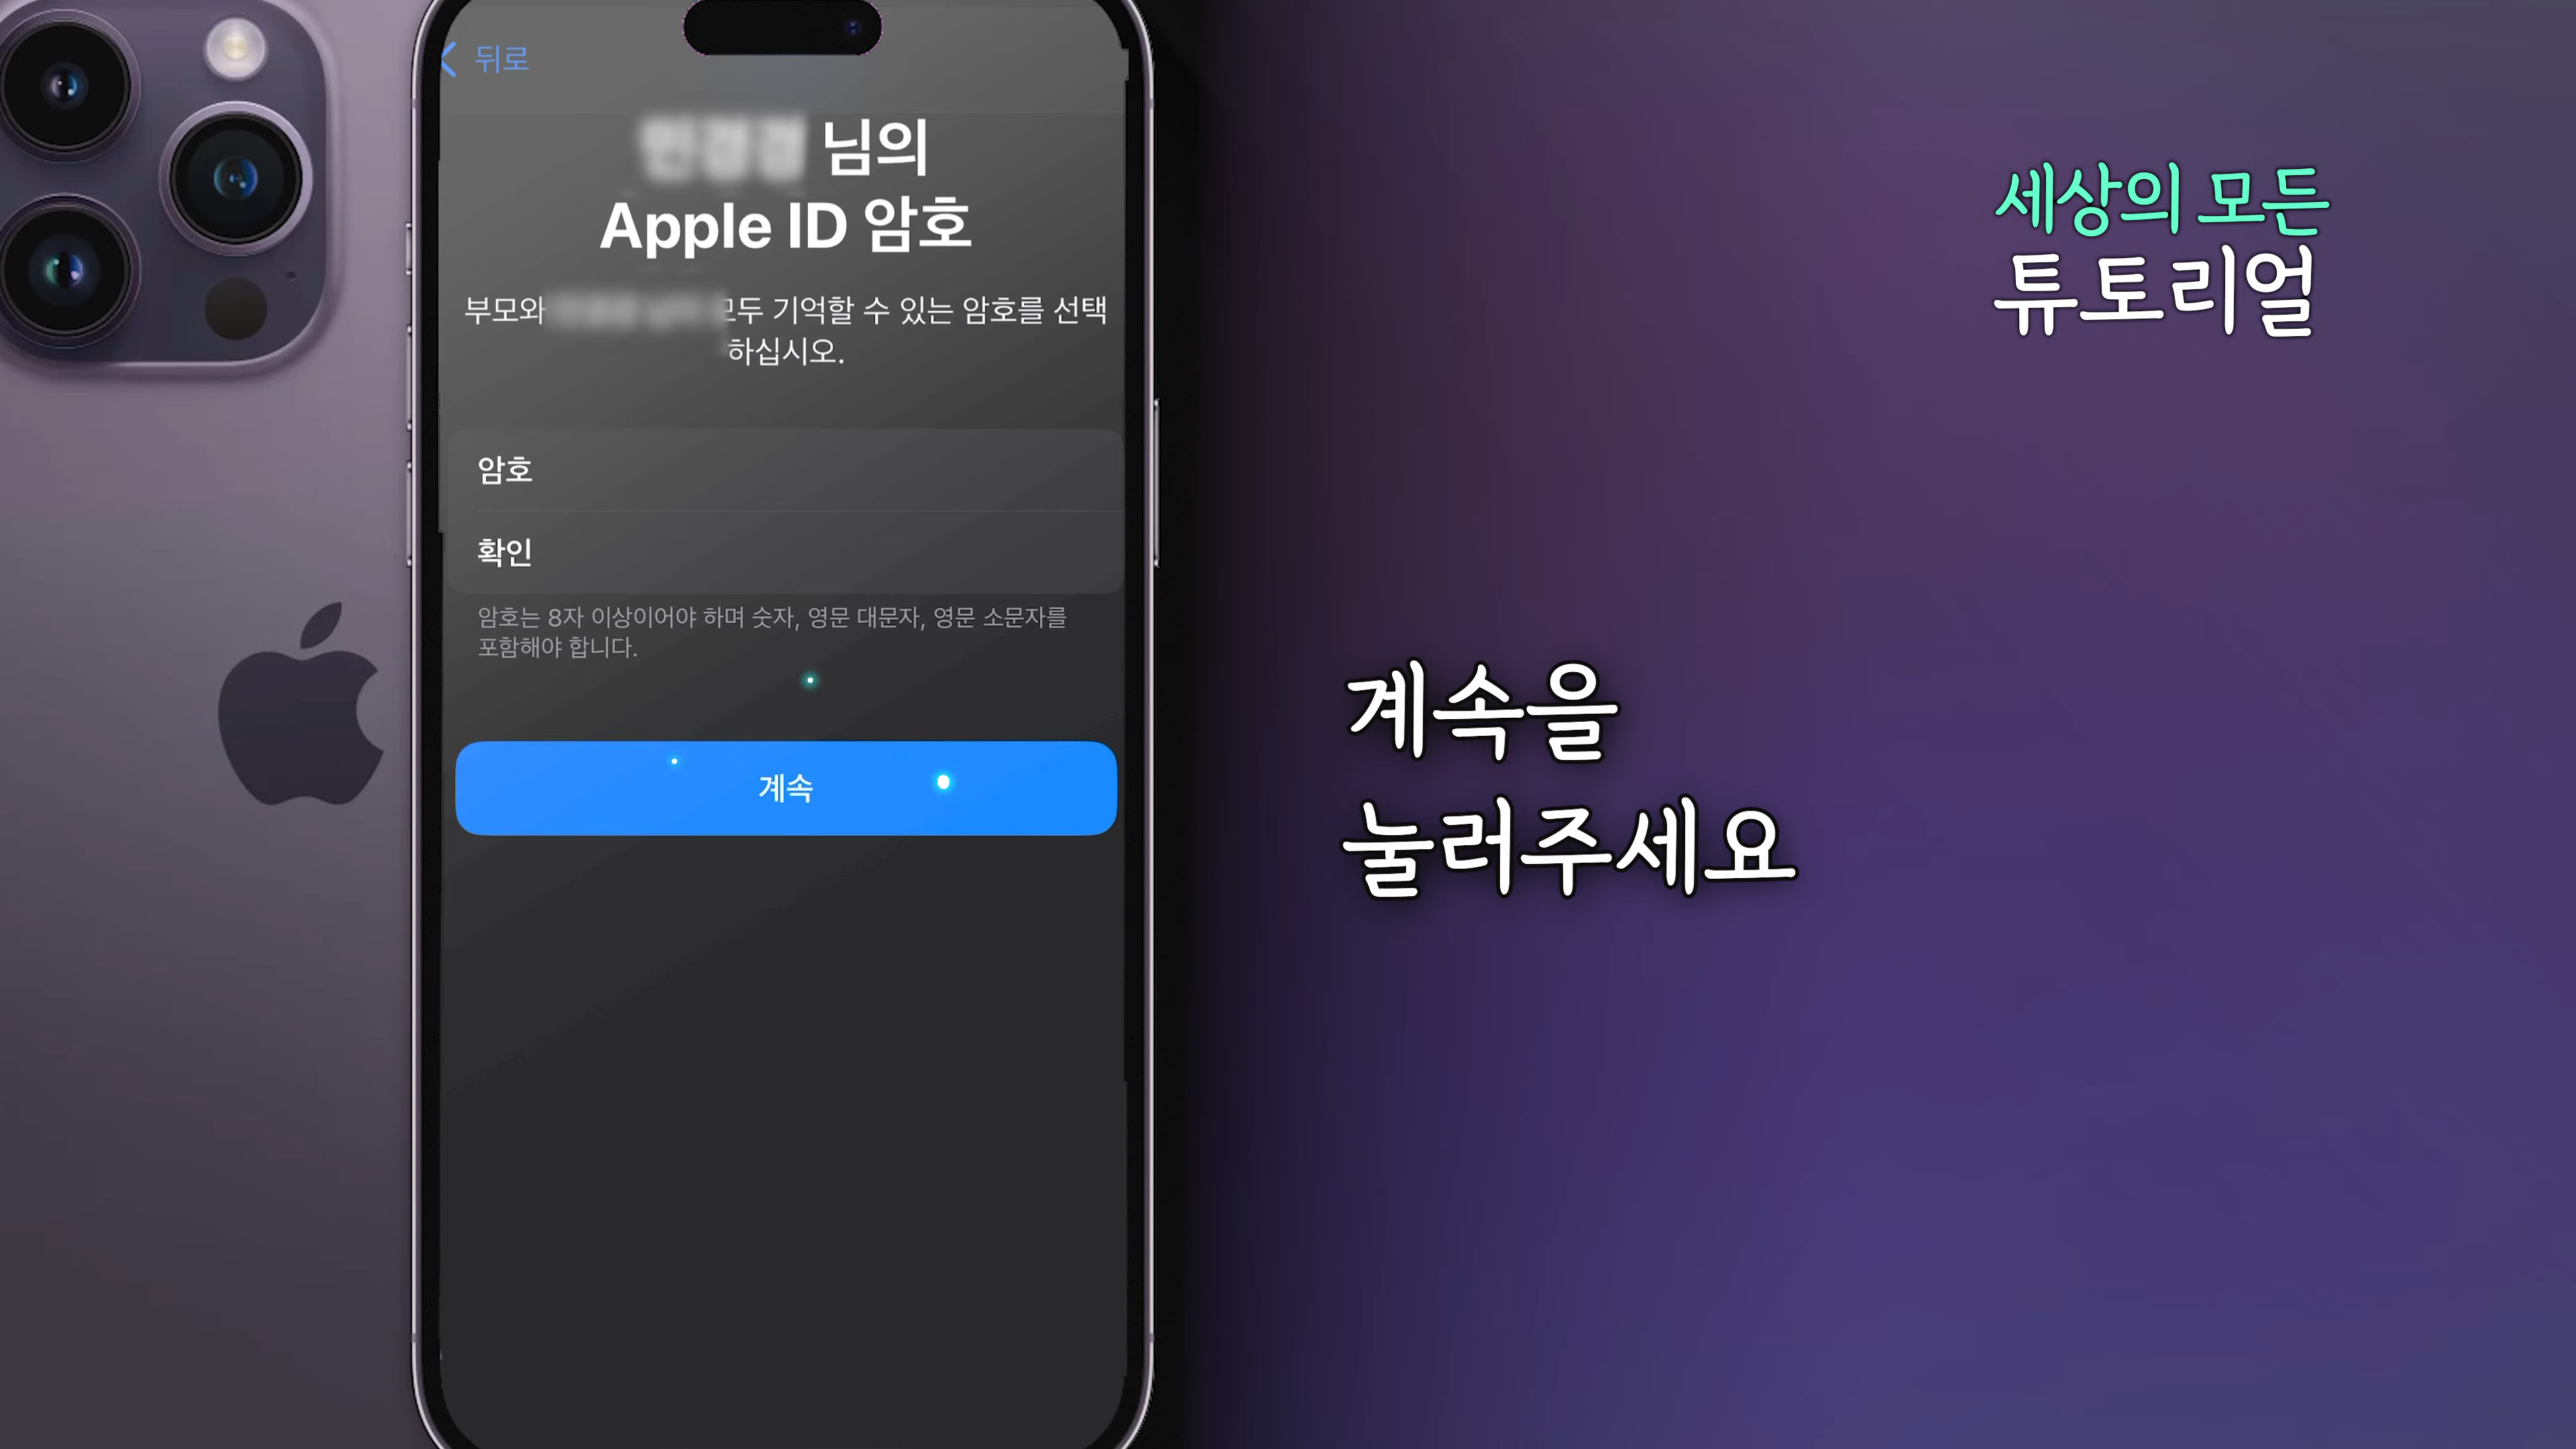 뒤로
님의
Apple ID 암호
부모와 모두 기억할 수 있는 암호를 선택
하십시오.
암호
확인
암호는 8자 이상이어야 하며 숫자, 영문 대문자, 영문 소문자를
포함해야 합니다.
계속
세상의 모든
튜토리얼
계속을
눌러주세요